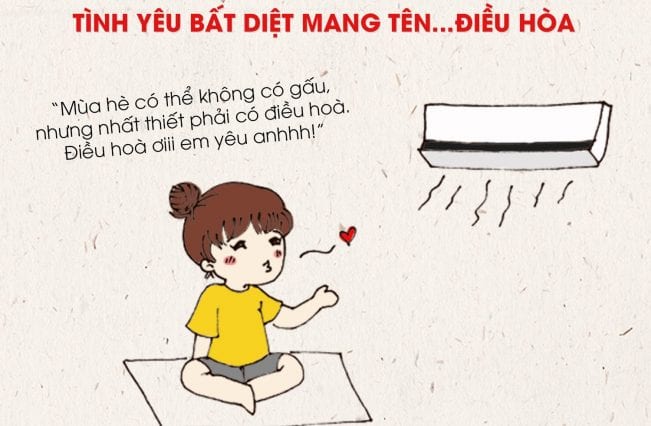 TÌNH YÊU BẤT DIỆT MANG TÊN...ĐIỀU HÒA
“Mùa hè có thể không có gấu,
nhưng nhất thiết phải có điều hoà.
Điều hoà ơiii em yêu anhhh!”